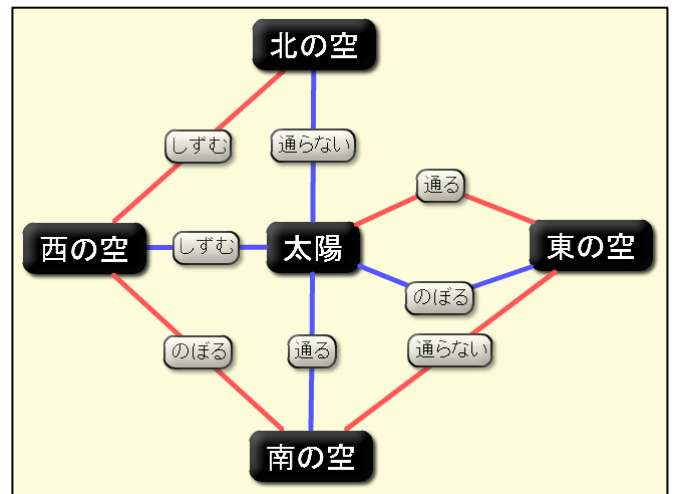 北の空
しずむ
通らない
通る
西の空
しずむ
太陽
東の空
のぼる
のぼる
通る
通らない
南の空